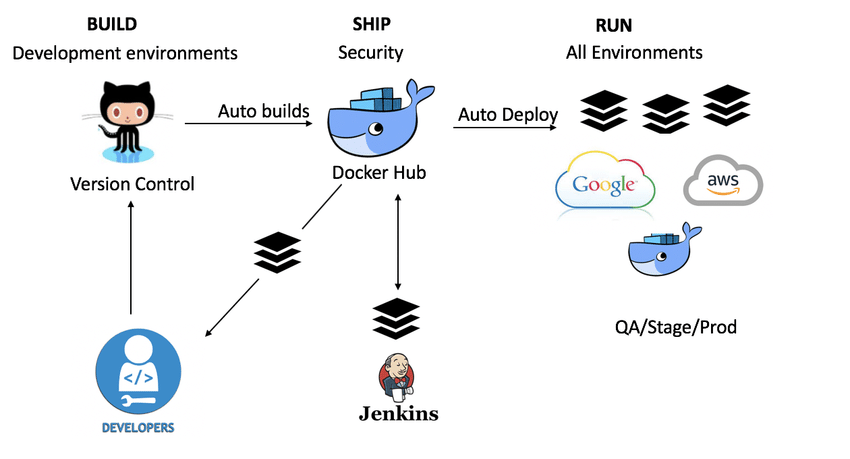 BUILD
Development environments
SHIP
Security
RUN
All Environments
Auto builds
Auto Deploy
Version Control
Docker Hub
Google
aws
QA/Stage/Prod
</>
DEVELOPERS
Jenkins